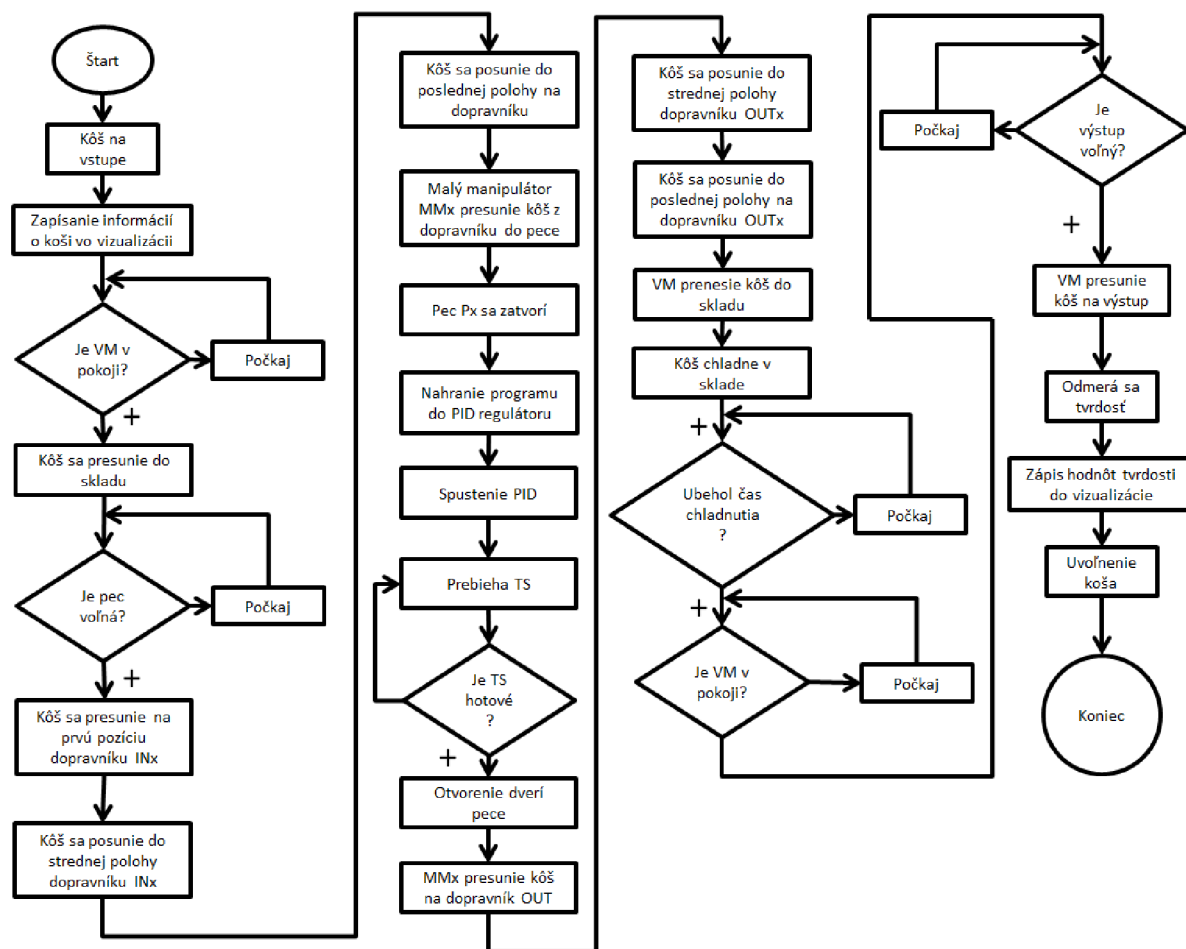 Štart
Kôš na
vstupe
Zapísanie informácií
o koši vo vizualizácii
Je VM v
pokoji?
Počkaj
+
Kôš sa presunie do
skladu
Je pec
voľná?
Počkaj
+
Kôš sa presunie na
prvú pozíciu
dopravníku INx
Kôš sa posunie do
strednej polohy
dopravníku INx
Kôš sa posunie do
poslednej polohy na
dopravníku
Malý manipulátor
MMx presunie kôš z
dopravníku do pece
Pec Px sa zatvorí
Nahranie programu
do PID regulátoru
Spustenie PID
Prebieha TS
Je TS
hotové
?
+
Otvorenie dverí
pece
MMx presunie kôš
na dopravník OUT
Kôš sa posunie do
strednej polohy
dopravníku OUTx
Kôš sa posunie do
poslednej polohy na
dopravníku OUTx
VM prenesie kôš do
skladu
Kôš chladne v
sklade
+
Ubehol čas
chladnutia
?
Počkaj
+
Je VM v
pokoji?
Počkaj
Je
výstup
voľný?
Počkaj
+
VM presunie
kôš na výstup
Odmerá sa
tvrdosť
Zápis hodnôt tvrdosti
do vizualizácie
Uvoľnenie
koša
Koniec